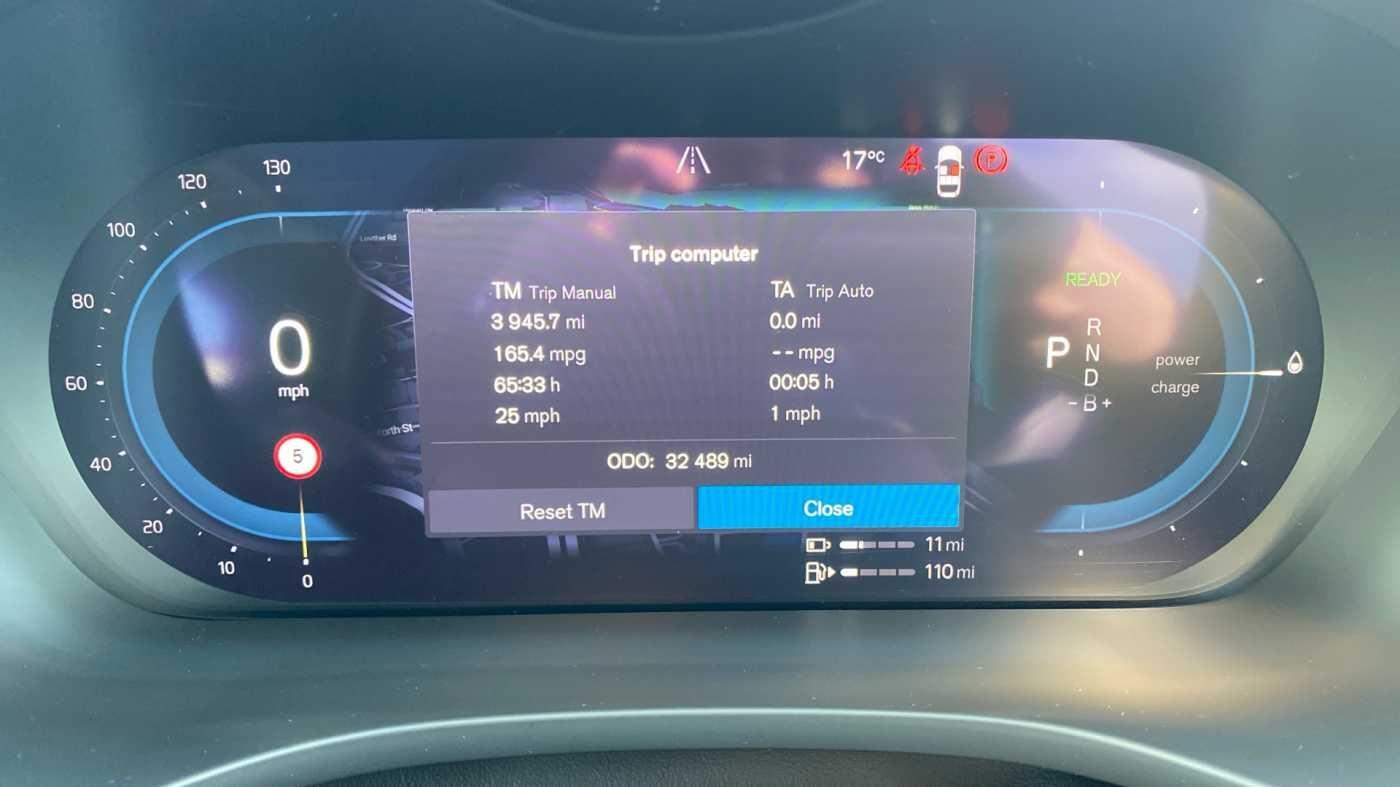 130
120
100
80
60
40
20
10
0
17°C
P
Lowther Rd
Trip computer
TM Trip Manual
3 945.7 mi
165.4 mpg
65:33 h
25 mph
TA Trip Auto
0.0 mi
-- mpg
00:05 h
1 mph
ODO: 32 489 mi
Reset TM
Close
0
mph
5
READY
P
R
N
D
- B +
power
charge
11 mi
110 mi